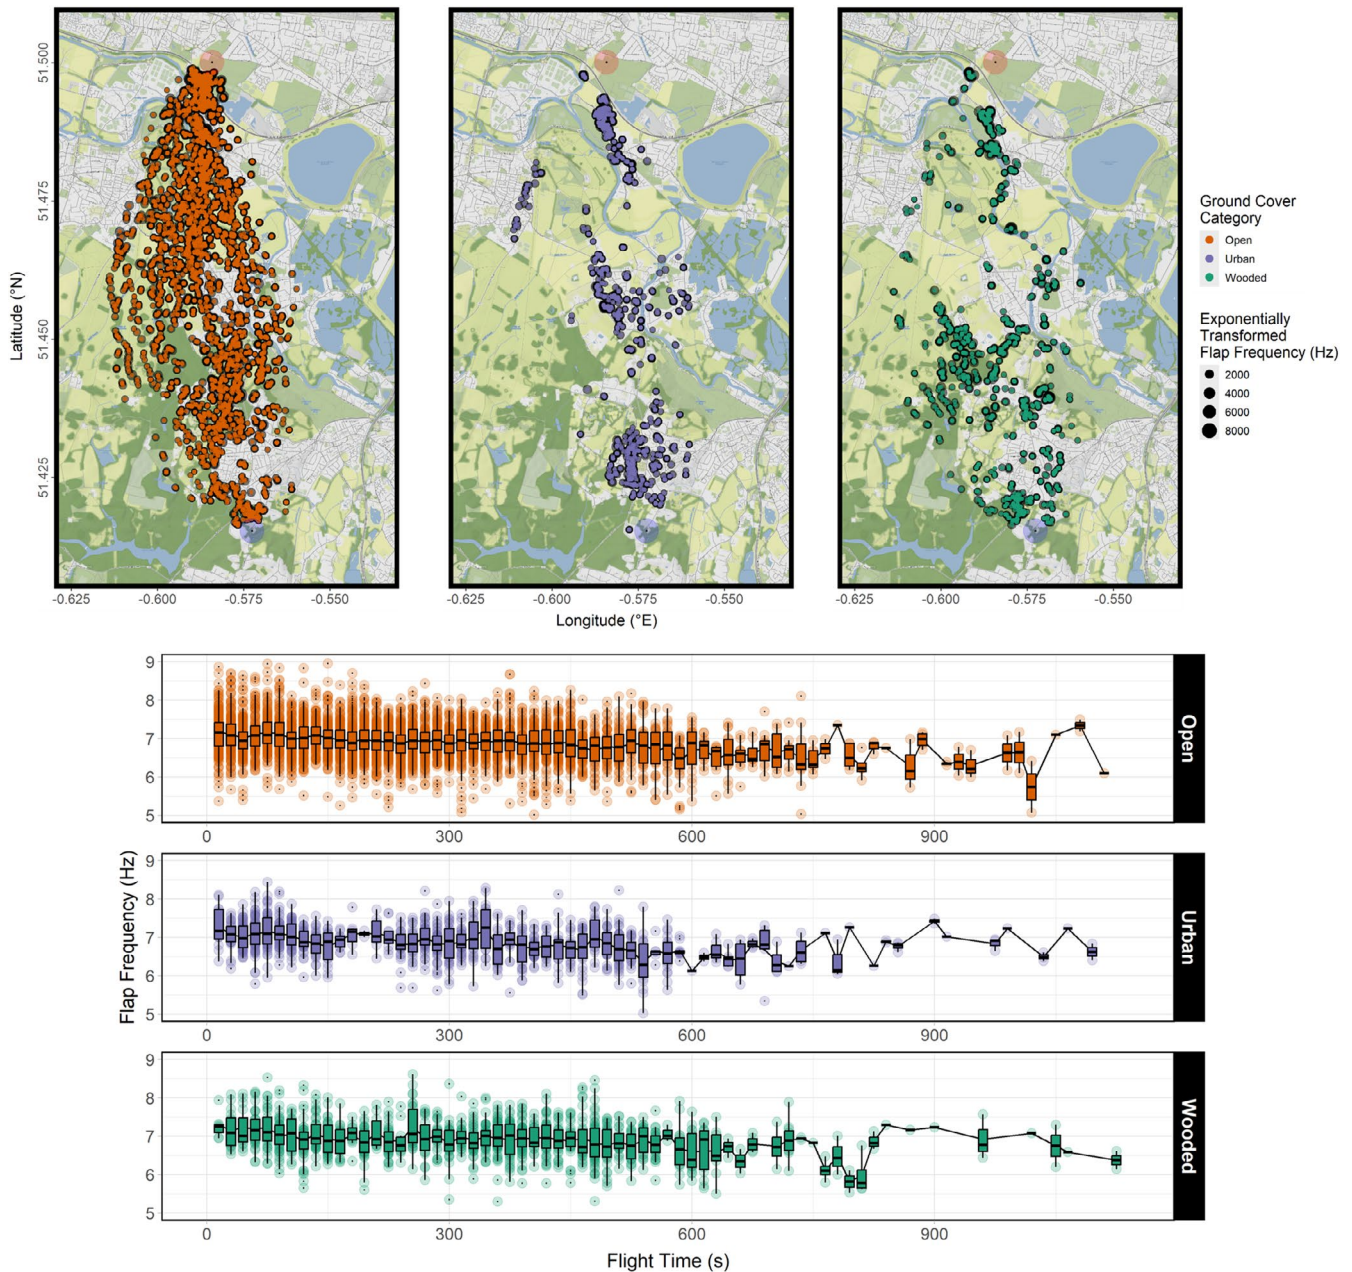 51.500
51.475
51.450
51.425
Latitude (°N)
-0.625 -0.600 -0.575 -0.550
-0.625 -0.600 -0.575 -0.550
-0.625 -0.600 -0.575 -0.550
Longitude (°E)
Ground Cover
Category
Open
Urban
Wooded
Exponentially
Transformed
Flap Frequency (Hz)
2000
4000
6000
8000
9
8
7
6
5
0 300 600 900
Open
9
8
7
6
5
0 300 600 900
Urban
Flap Frequency (Hz)
9
8
7
6
5
0 300 600 900
Wooded
Flight Time (s)